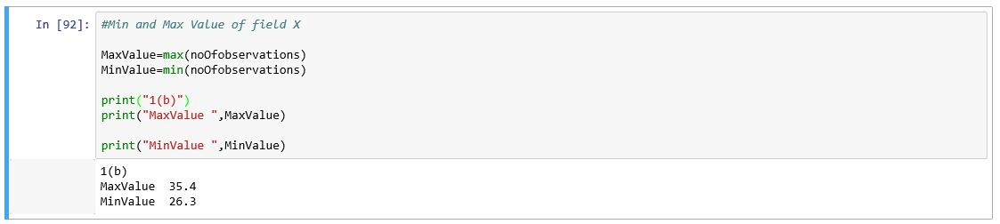 In [92]: #Min and Max Value of field X
MaxValue=max(noOfobservations)
MinValue=min(noOfobservations)
print("1(b)")
print("MaxValue ",MaxValue)
print("MinValue ",MinValue)
1(b)
MaxValue  35.4
MinValue  26.3